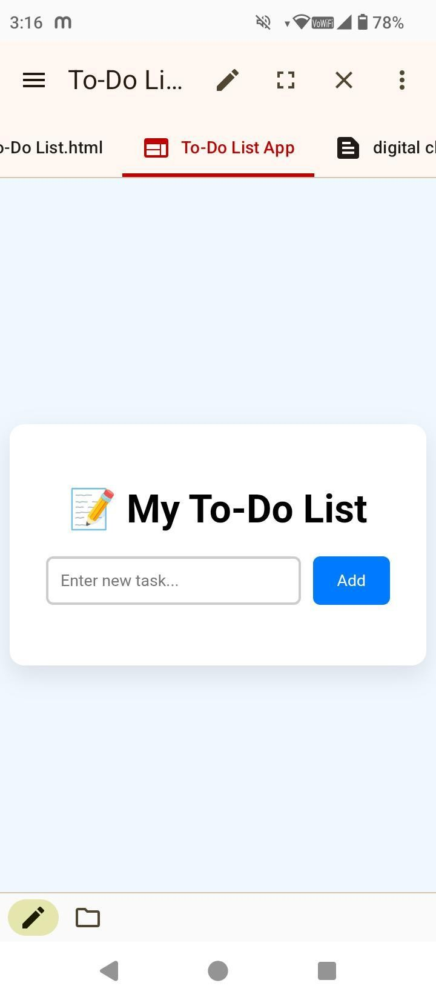 3:16 m VoWiFi 78%
To-Do Li...
o-Do List.html To-Do List App digital cl
📝 My To-Do List
Enter new task...
Add